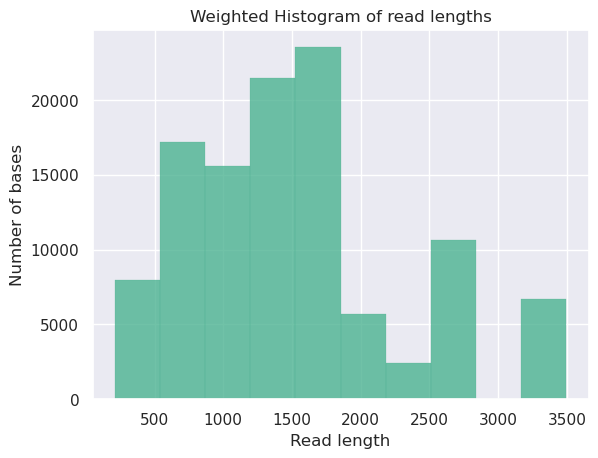 Weighted Histogram of read lengths
Number of bases
20000
15000
10000
5000
0
500 1000 1500 2000 2500 3000 3500
Read length